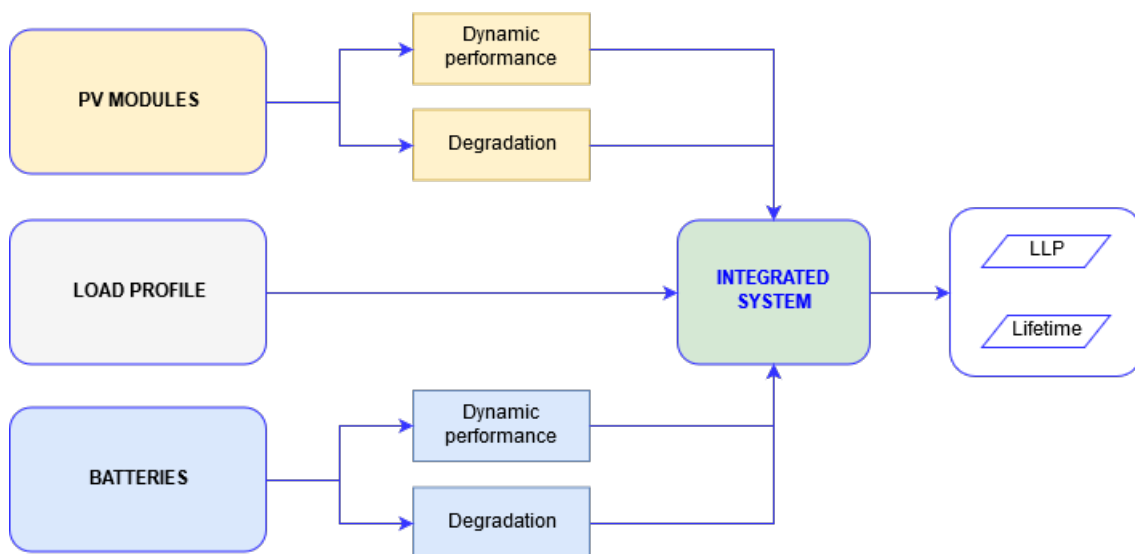 PV MODULES
Dynamic
performance
Degradation
LOAD PROFILE
INTEGRATED
SYSTEM
LLP
Lifetime
BATTERIES
Dynamic
performance
Degradation